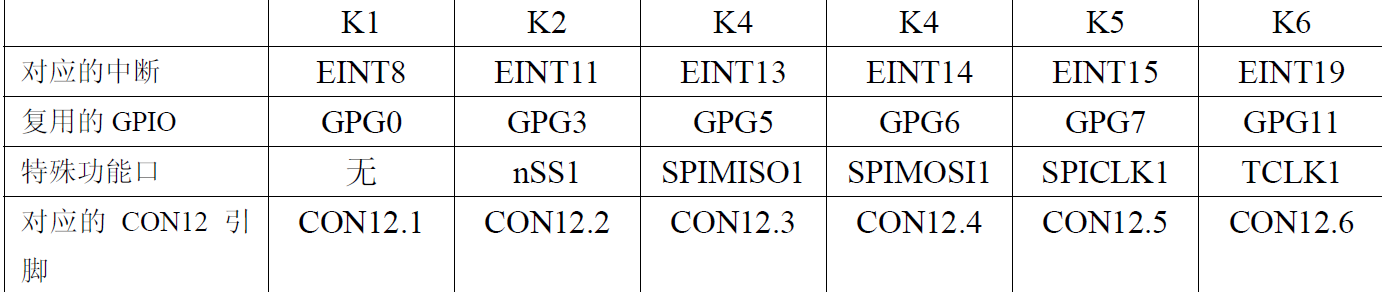 K1 K2 K4 K4 K5 K6
对应的中断 EINT8 EINT11 EINT13 EINT14 EINT15 EINT19
复用的 GPIO GPG0 GPG3 GPG5 GPG6 GPG7 GPG11
特殊功能口 无 nSS1 SPIMISO1 SPIMOSI1 SPICLK1 TCLK1
对应的 CON12 引 CON12.1 CON12.2 CON12.3 CON12.4 CON12.5 CON12.6
脚